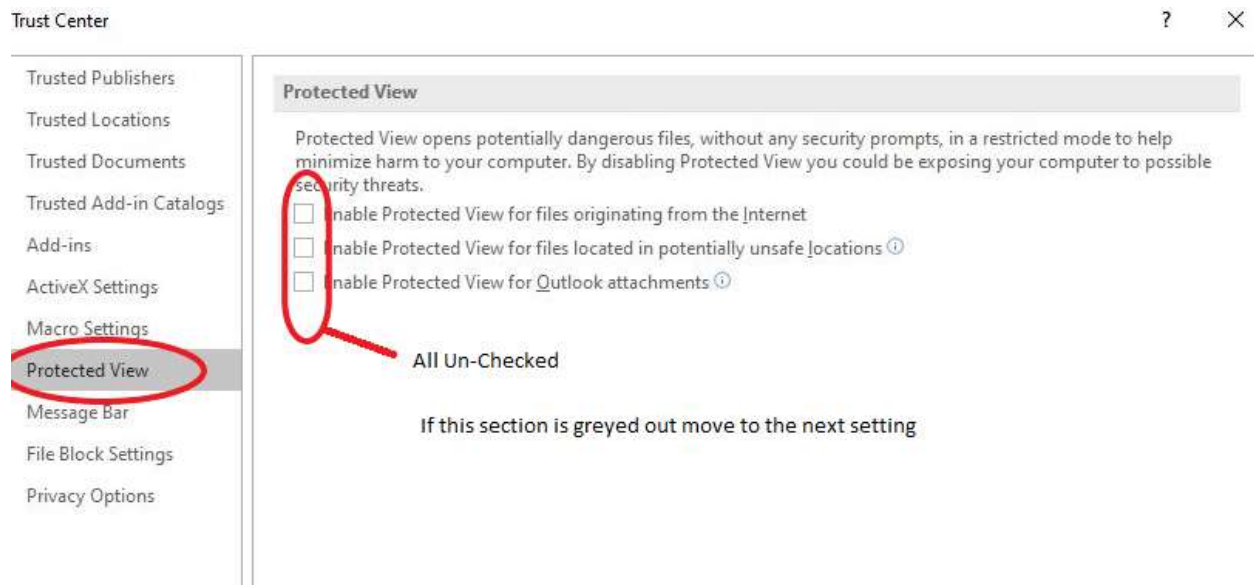 Trust Center
?
Trusted Publishers
Trusted Locations
Trusted Documents
Trusted Add-in Catalogs
Add-ins
ActiveX Settings
Macro Settings
Protected View
Message Bar
File Block Settings
Privacy Options
Protected View
Protected View opens potentially dangerous files, without any security prompts, in a restricted mode to help
minimize harm to your computer. By disabling Protected View you could be exposing your computer to possible
security threats.
Enable Protected View for files originating from the Internet
Enable Protected View for files located in potentially unsafe locations
Enable Protected View for Outlook attachments
All Un-Checked
If this section is greyed out move to the next setting